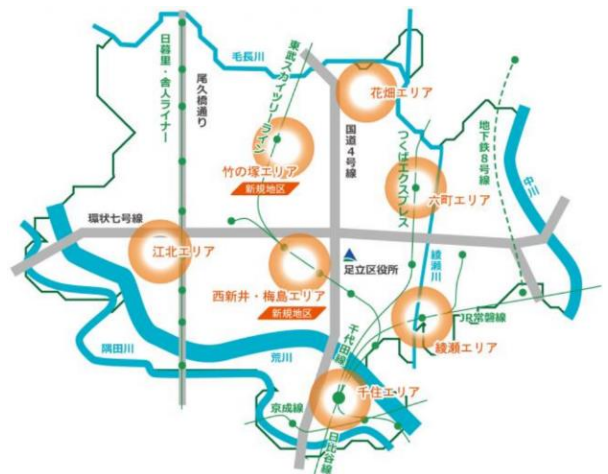 毛長川
日暮里・舎人ライナー
尾久橋通り
東武スカイツリーライン
花畑エリア
国道4号線
つくばエクスプレス
地下鉄8号線
中川
竹の塚エリア
新規地区
六町エリア
環状七号線
江北エリア
足立区役所
綾瀬川
西新井・梅島エリア
新規地区
JR常磐線
綾瀬エリア
隅田川
荒川
千代田線
千住エリア
京成線
日比谷線